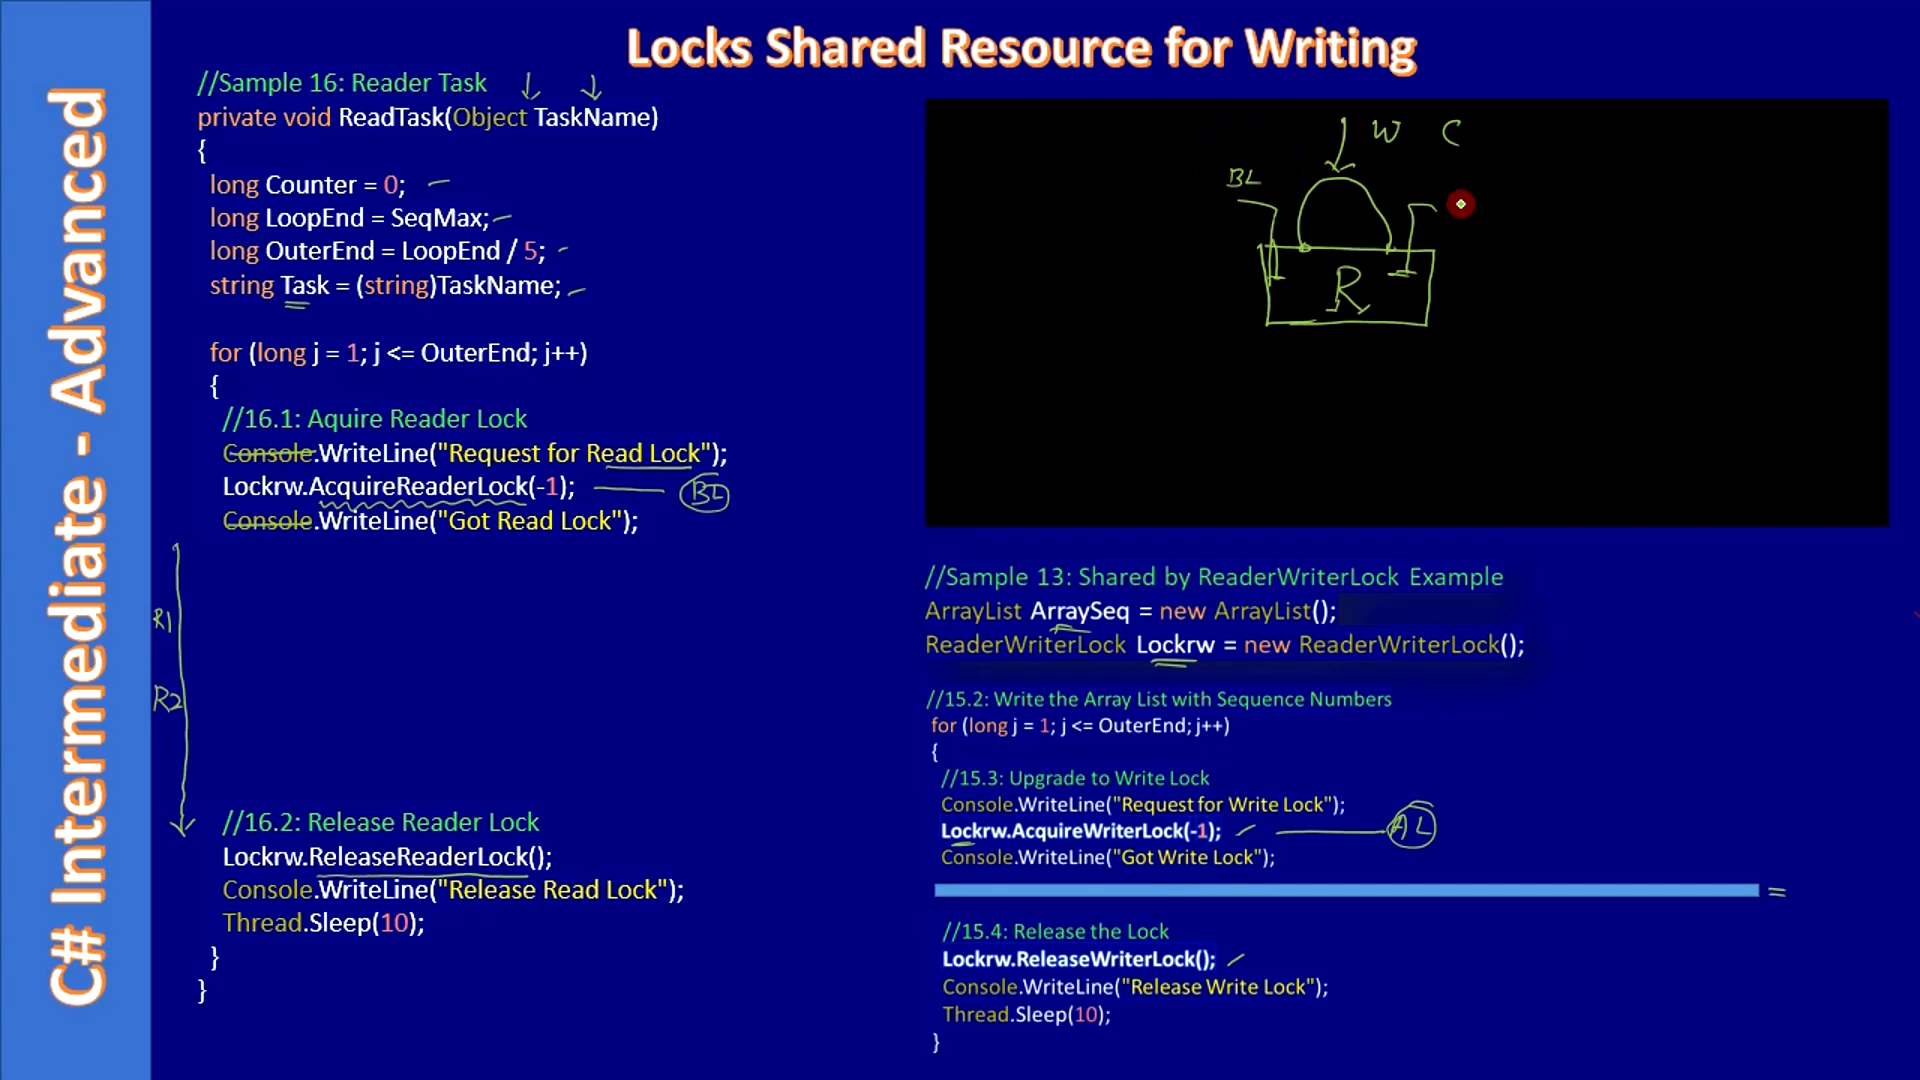 C# Intermediate - Advanced
Locks Shared Resource for Writing
//Sample 16: Reader Task
private void ReadTask(Object TaskName)
{
long Counter = 0;
long LoopEnd = SeqMax;
long OuterEnd = LoopEnd / 5;
string Task = (string)TaskName;
for (long j = 1; j <= OuterEnd; j++)
{
//16.1: Aquire Reader Lock
Console.WriteLine("Request for Read Lock");
Lockrw.AcquireReaderLock(-1);
BL
Console.WriteLine("Got Read Lock");
R1
R2
//16.2: Release Reader Lock
Lockrw.ReleaseReaderLock();
Console.WriteLine("Release Read Lock");
Thread.Sleep(10);
}
}
W C
BL
R
//Sample 13: Shared by ReaderWriterLock Example
ArrayList ArraySeq = new ArrayList();
ReaderWriterLock Lockrw = new ReaderWriterLock();
//15.2: Write the Array List with Sequence Numbers
for (long j = 1; j <= OuterEnd; j++)
{
//15.3: Upgrade to Write Lock
Console.WriteLine("Request for Write Lock");
Lockrw.AcquireWriterLock(-1);
AL
Console.WriteLine("Got Write Lock");
//15.4: Release the Lock
Lockrw.ReleaseWriterLock();
Console.WriteLine("Release Write Lock");
Thread.Sleep(10);
}